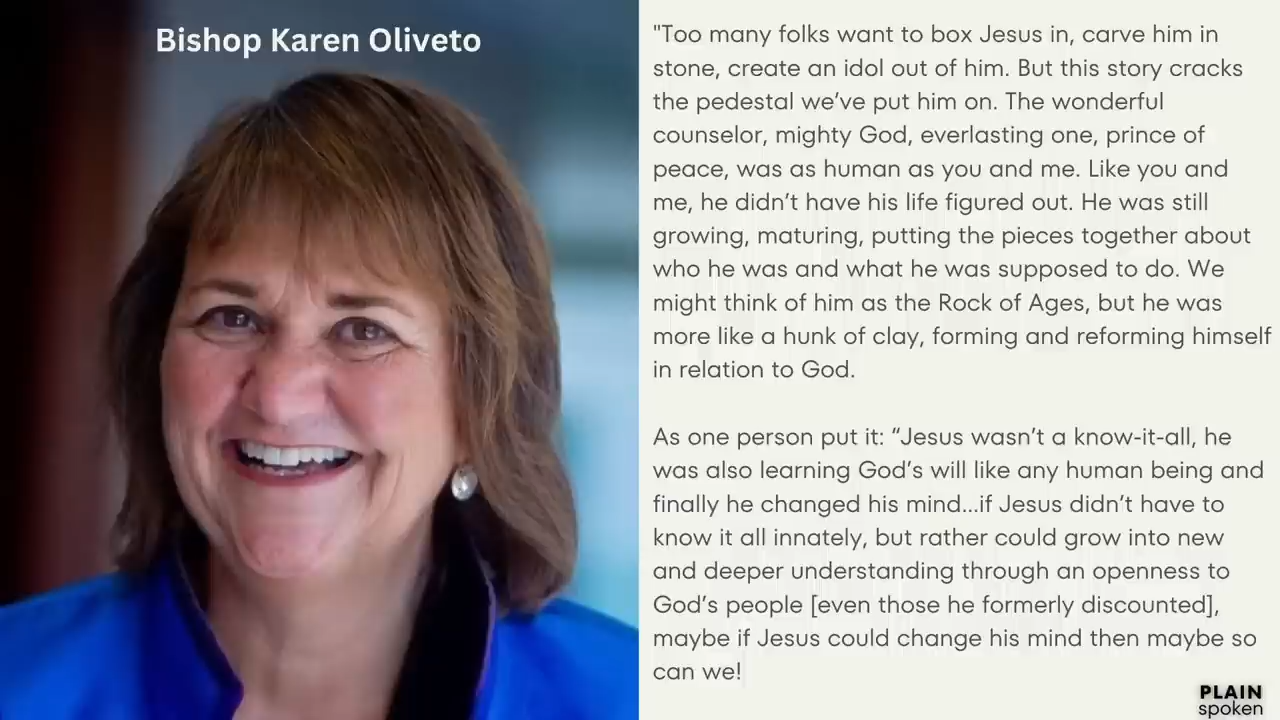 Bishop Karen Oliveto
"Too many folks want to box Jesus in, carve him in
stone, create an idol out of him. But this story cracks
the pedestal we’ve put him on. The wonderful
counselor, mighty God, everlasting one, prince of
peace, was as human as you and me. Like you and
me, he didn’t have his life figured out. He was still
growing, maturing, putting the pieces together about
who he was and what he was supposed to do. We
might think of him as the Rock of Ages, but he was
more like a hunk of clay, forming and reforming himself
in relation to God.
As one person put it: “Jesus wasn’t a know-it-all, he
was also learning God’s will like any human being and
finally he changed his mind...if Jesus didn’t have to
know it all innately, but rather could grow into new
and deeper understanding through an openness to
God’s people [even those he formerly discounted],
maybe if Jesus could change his mind then maybe so
can we!
PLAIN
spoken